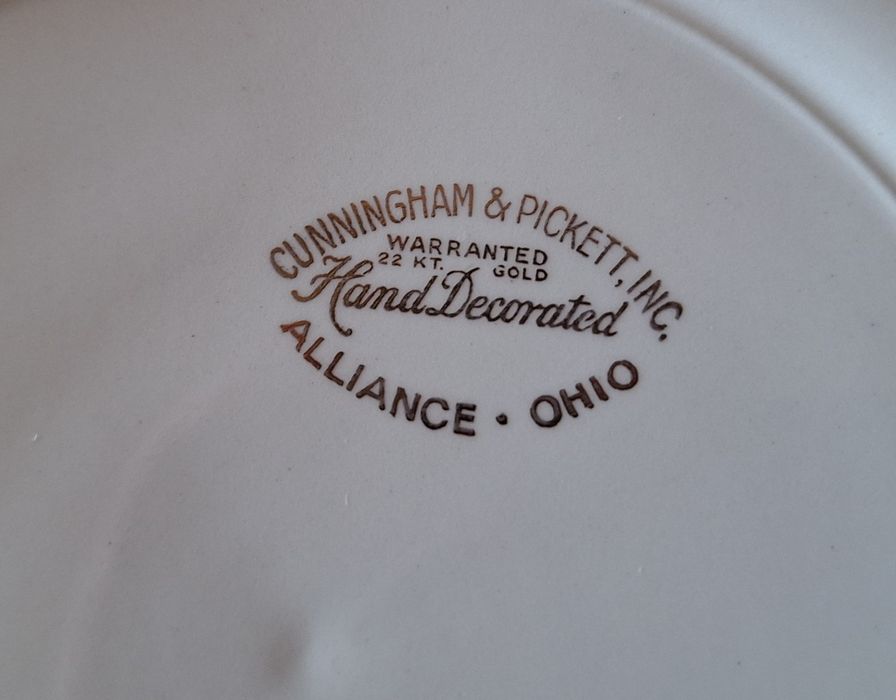 CUNNINGHAM & PICKETT, INC.
WARRANTED
22 KT. GOLD
Hand Decorated
ALLIANCE • OHIO